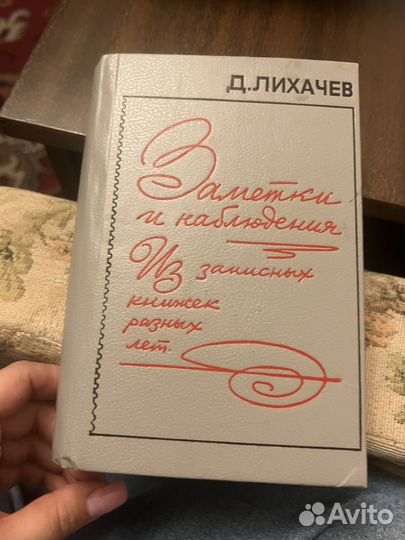 Д.ЛИХАЧЕВ
Заметки
и наблюдения
Из записных
книжек
разных
лет.
Avito